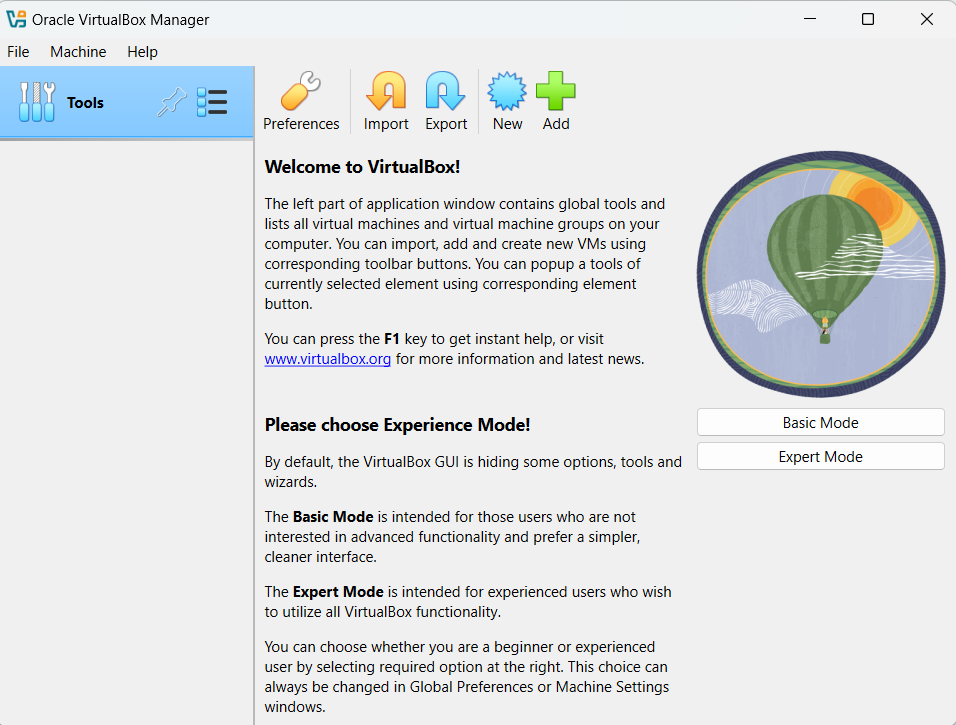 Oracle VirtualBox Manager
File Machine Help
Tools
Preferences Import Export New Add
Welcome to VirtualBox!
The left part of application window contains global tools and
lists all virtual machines and virtual machine groups on your
computer. You can import, add and create new VMs using
corresponding toolbar buttons. You can popup a tools of
currently selected element using corresponding element
button.
You can press the F1 key to get instant help, or visit
www.virtualbox.org for more information and latest news.
Please choose Experience Mode!
By default, the VirtualBox GUI is hiding some options, tools and
wizards.
The Basic Mode is intended for those users who are not
interested in advanced functionality and prefer a simpler,
cleaner interface.
The Expert Mode is intended for experienced users who wish
to utilize all VirtualBox functionality.
You can choose whether you are a beginner or experienced
user by selecting required option at the right. This choice can
always be changed in Global Preferences or Machine Settings
windows.
Basic Mode
Expert Mode